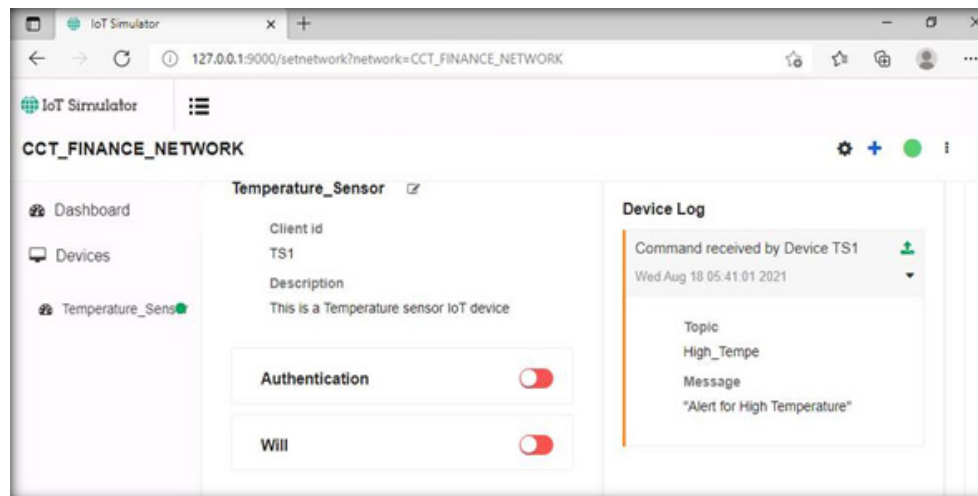 IoT Simulator
127.0.0.1:9000/setnetwork?network=CCT_FINANCE_NETWORK
IoT Simulator
CCT_FINANCE_NETWORK
Dashboard
Devices
Temperature_Sens
Temperature_Sensor
Client id
TS1
Description
This is a Temperature sensor IoT device
Authentication
Will
Device Log
Command received by Device TS1
Wed Aug 18 05:41:01 2021
Topic
High_Tempe
Message
"Alert for High Temperature"